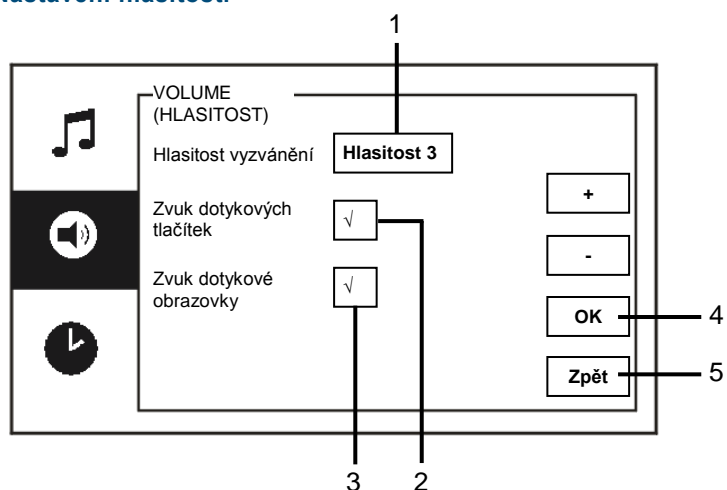 Nastavení hlasitosti
1
VOLUME
(HLASITOST)
Hlasitost vyzvánění
Hlasitost 3
Zvuk dotykových
tlačítek
√
+
-
Zvuk dotykové
obrazovky
√
OK
4
Zpět
5
3
2